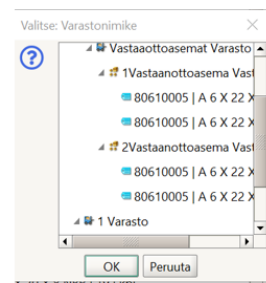 Valitse: Varastonimike
Vastaaottoasemat Varasto
1Vastaanottoasema Vast
80610005 | A 6 X 22 X
80610005 | A 6 X 22 X
2Vastaanottoasema Vast
80610005 | A 6 X 22 X
80610005 | A 6 X 22 X
1 Varasto
OK Peruuta